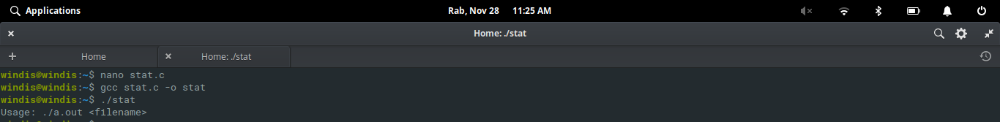 Applications Rab, Nov 28 11:25 AM
Home: ./stat
Home Home: ./stat
windis@windis:~$ nano stat.c
windis@windis:~$ gcc stat.c -o stat
windis@windis:~$ ./stat
Usage: ./a.out <filename>